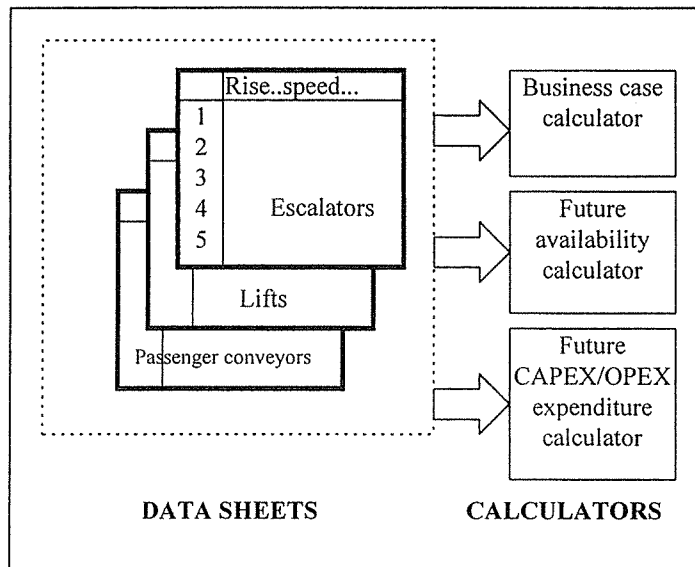 Rise..speed...
1
2
3
4
5
Escalators
Lifts
Passenger conveyors
Business case
calculator
Future
availability
calculator
Future
CAPEX/OPEX
expenditure
calculator
DATA SHEETS
CALCULATORS